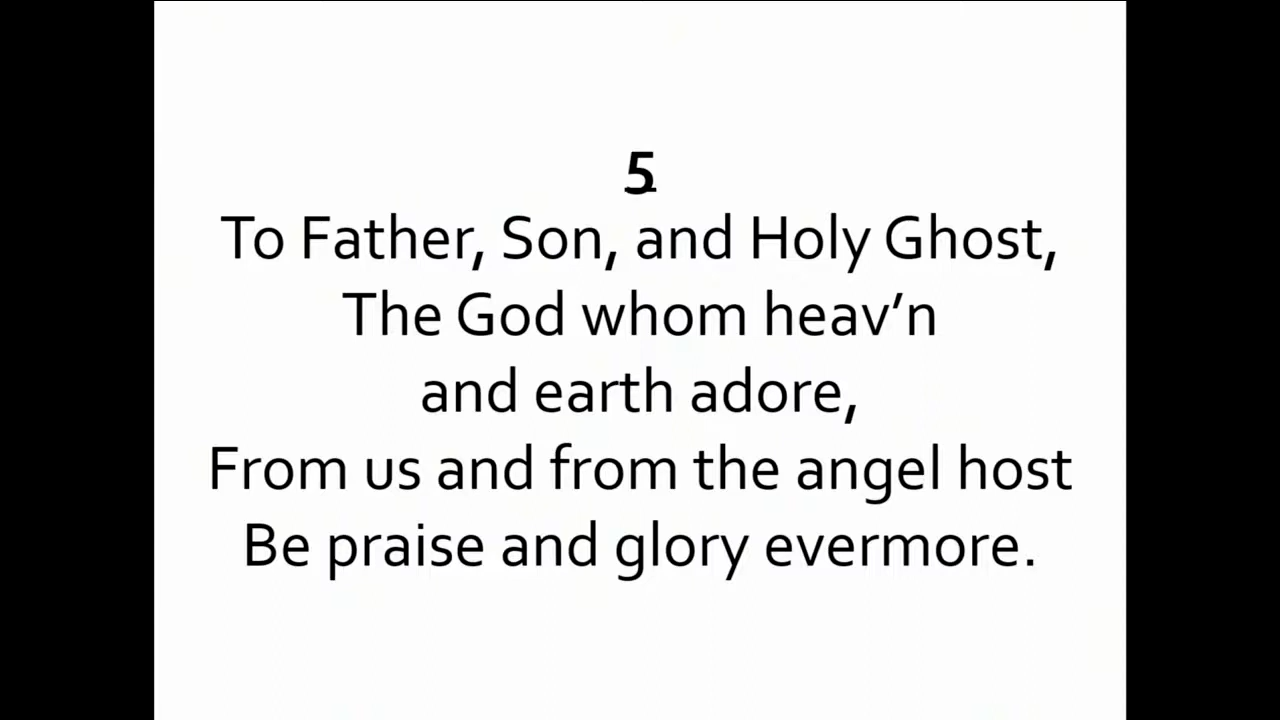 5
To Father, Son, and Holy Ghost,
The God whom heav’n
and earth adore,
From us and from the angel host
Be praise and glory evermore.